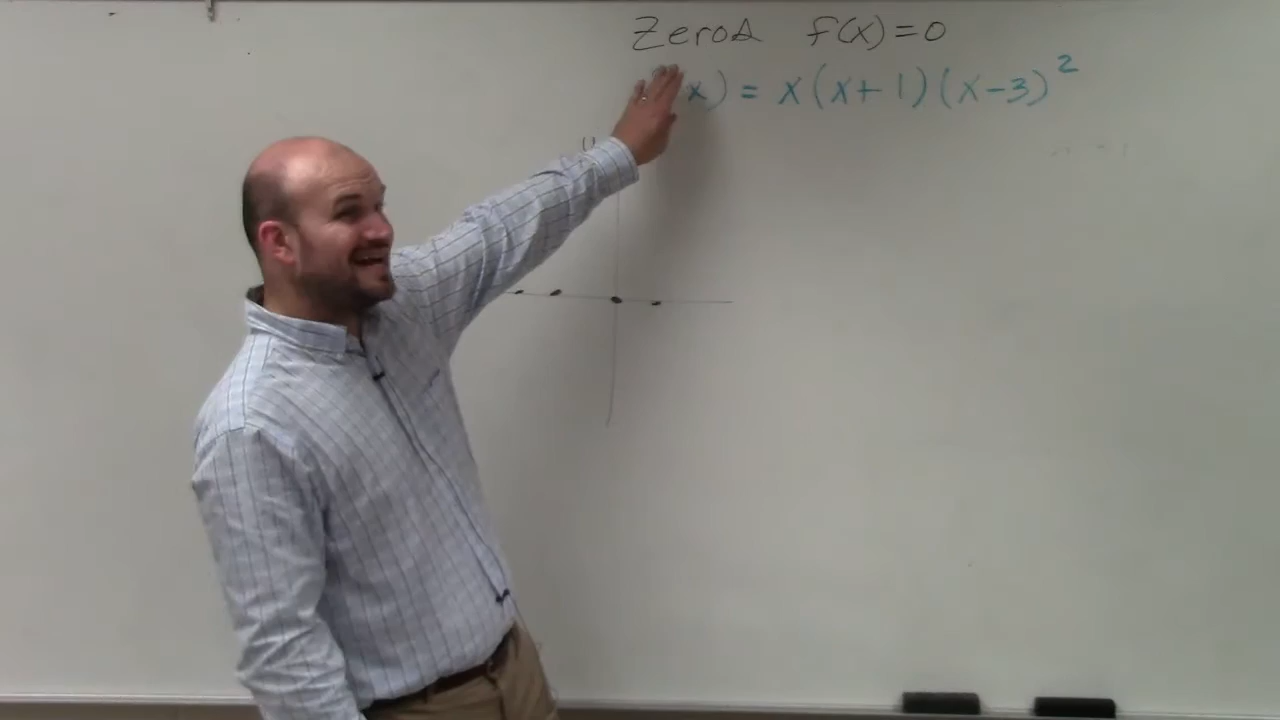 Zeros f(x)=0
x) = x(x+1)(x-3)²